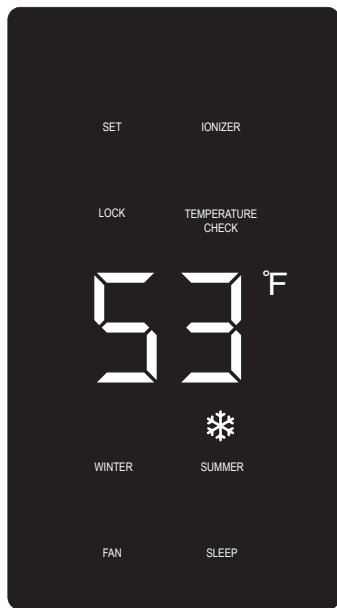 SET IONIZER
LOCK TEMPERATURE
CHECK
53 °F
WINTER SUMMER
FAN SLEEP